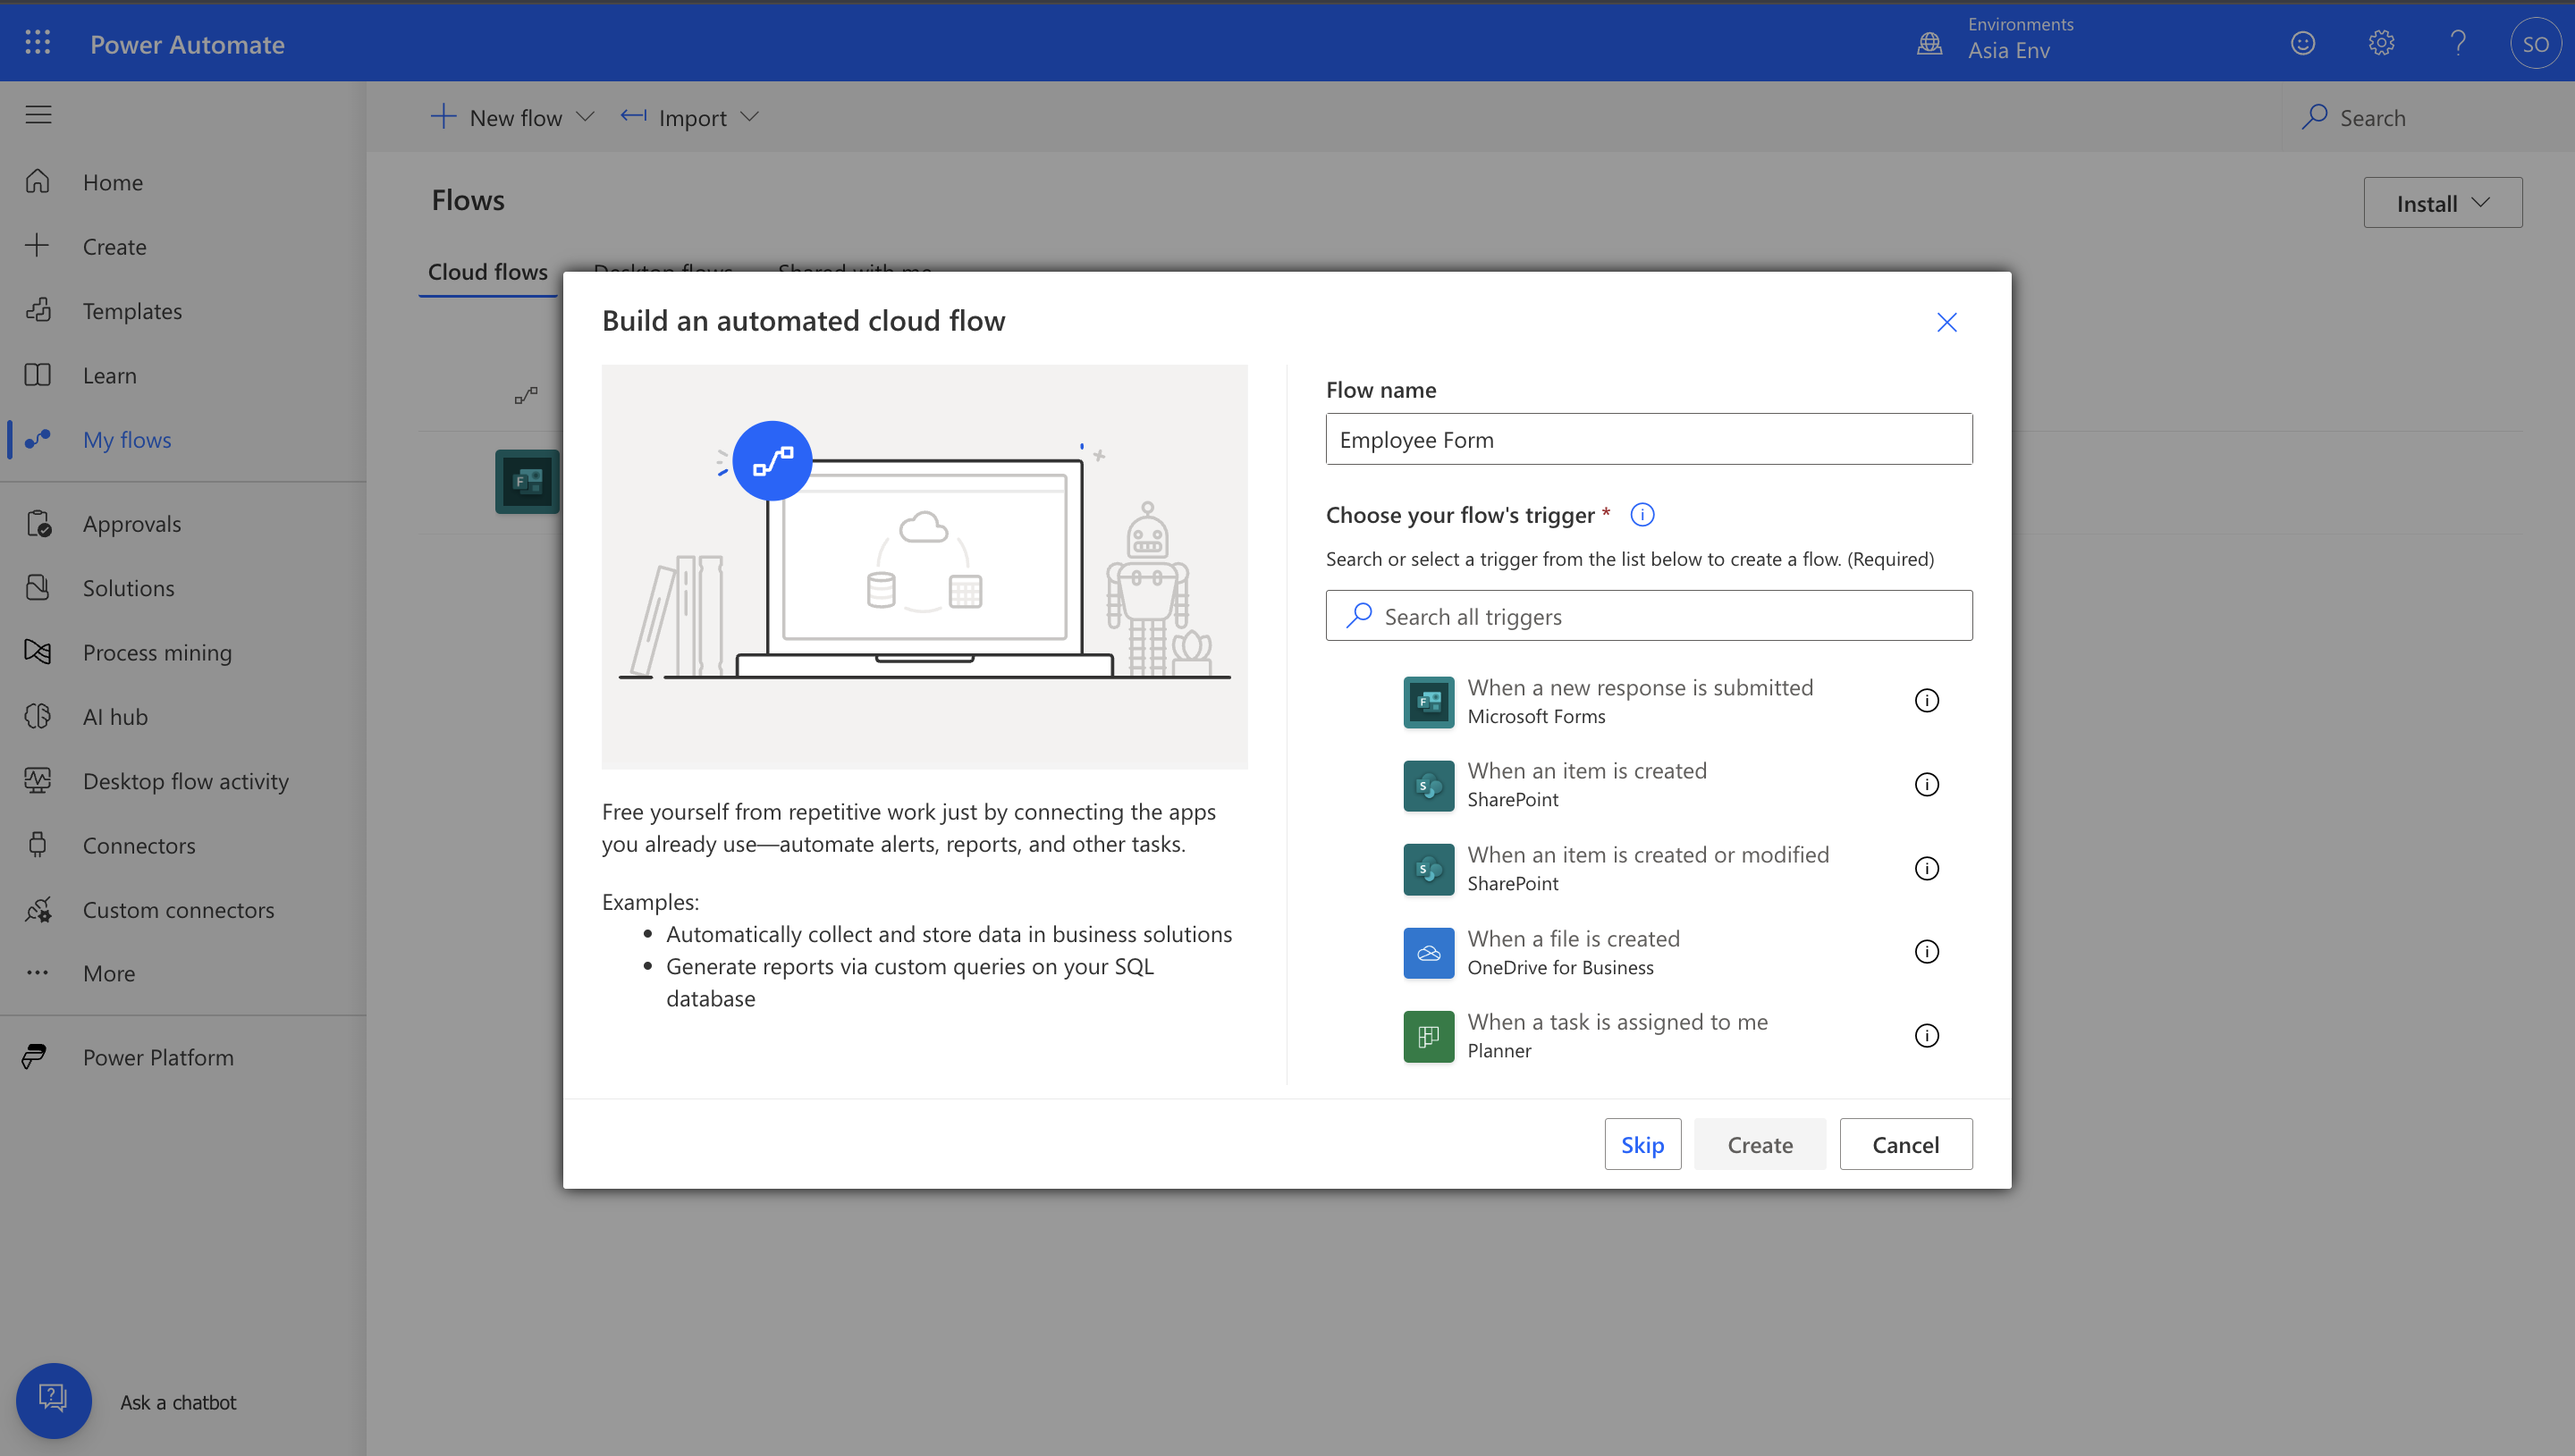 Power Automate
Environments
Asia Env
SO
New flow
Import
Search
Home
Create
Templates
Learn
My flows
Approvals
Solutions
Process mining
AI hub
Desktop flow activity
Connectors
Custom connectors
More
Power Platform
Ask a chatbot
Flows
Install
Cloud flows
Desktop flows
Shared with me
Build an automated cloud flow
Free yourself from repetitive work just by connecting the apps
you already use—automate alerts, reports, and other tasks.
Examples:
• Automatically collect and store data in business solutions
• Generate reports via custom queries on your SQL
database
Flow name
Employee Form
Choose your flow's trigger *
Search or select a trigger from the list below to create a flow. (Required)
Search all triggers
When a new response is submitted
Microsoft Forms
When an item is created
SharePoint
When an item is created or modified
SharePoint
When a file is created
OneDrive for Business
When a task is assigned to me
Planner
Skip
Create
Cancel